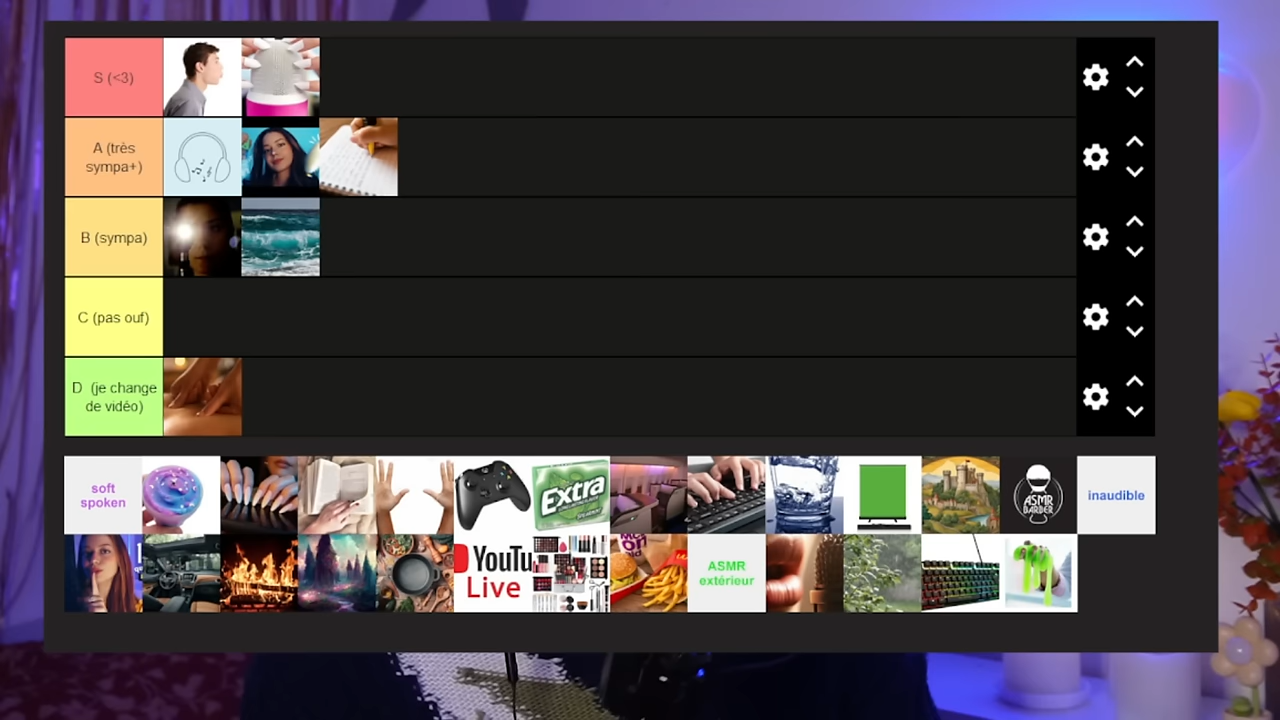 S (<3)
A (très
sympa+)
B (sympa)
C (pas ouf)
D (je change
de vidéo)
soft
spoken
Extra
ASMR
BARBER
inaudible
YouTu
Live
ASMR
extérieur